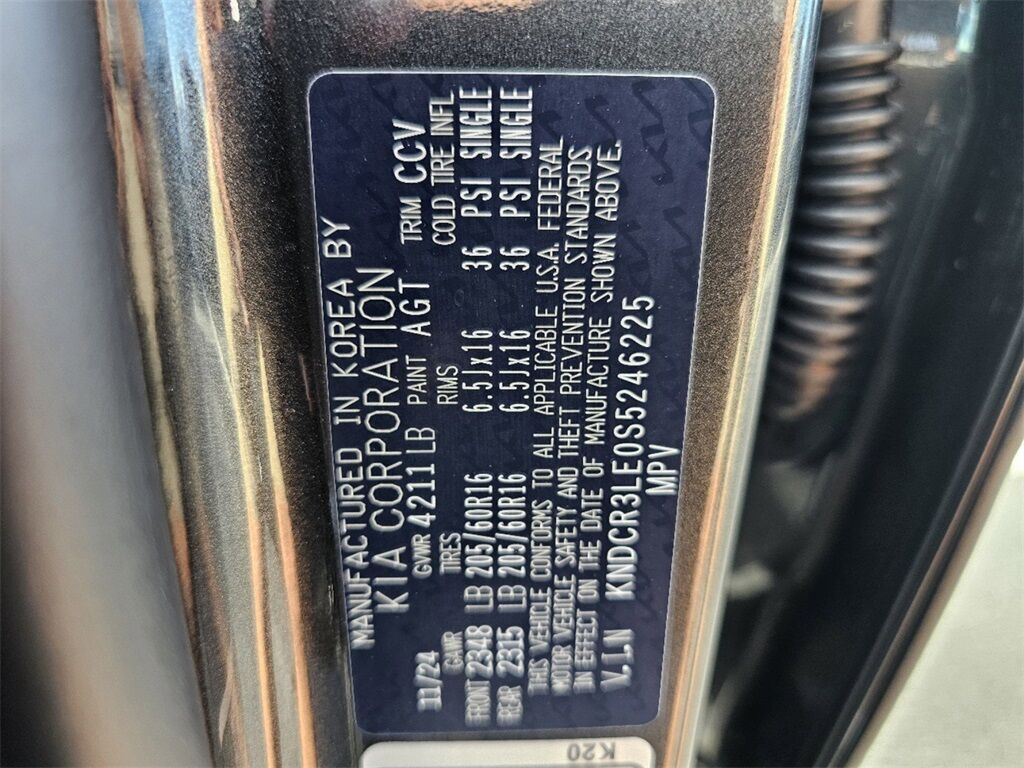 MANUFACTURED IN KOREA BY
KIA CORPORATION
11/24 GVWR 4211 LB PAINT AGT TRIM CCV
GAWR TIRES RIMS COLD TIRE INFL
FRONT 2348 LB 205/60R16 6.5Jx16 36 PSI SINGLE
REAR 2315 LB 205/60R16 6.5Jx16 36 PSI SINGLE
THIS VEHICLE CONFORMS TO ALL APPLICABLE U.S.A. FEDERAL
MOTOR VEHICLE SAFETY AND THEFT PREVENTION STANDARDS
IN EFFECT ON THE DATE OF MANUFACTURE SHOWN ABOVE.
V.I.N KNDCR3LE0S5246225
MPV
K20